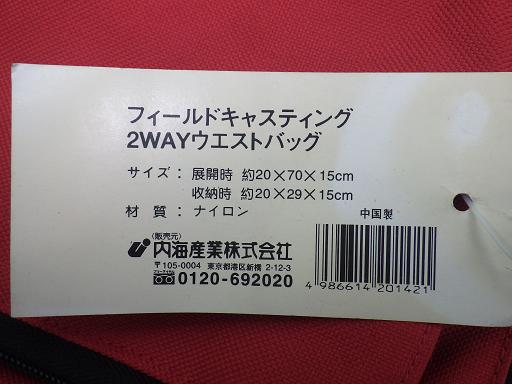 フィールドキャスティング
2WAYウエストバッグ
サイズ： 展開時 約20×70×15cm
収納時 約20×29×15cm
材 質： ナイロン
中国製
(販売元)
内海産業株式会社
〒105-0004 東京都港区新橋 2-12-3
0120-692020
4 986614 201421